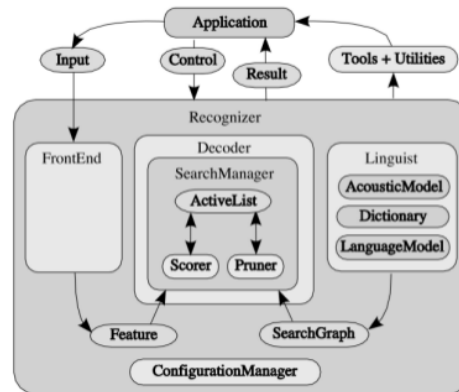 Application
Input
Control
Result
Tools + Utilities
Recognizer
FrontEnd
Decoder
SearchManager
ActiveList
Scorer
Pruner
Linguist
AcousticModel
Dictionary
LanguageModel
Feature
SearchGraph
ConfigurationManager